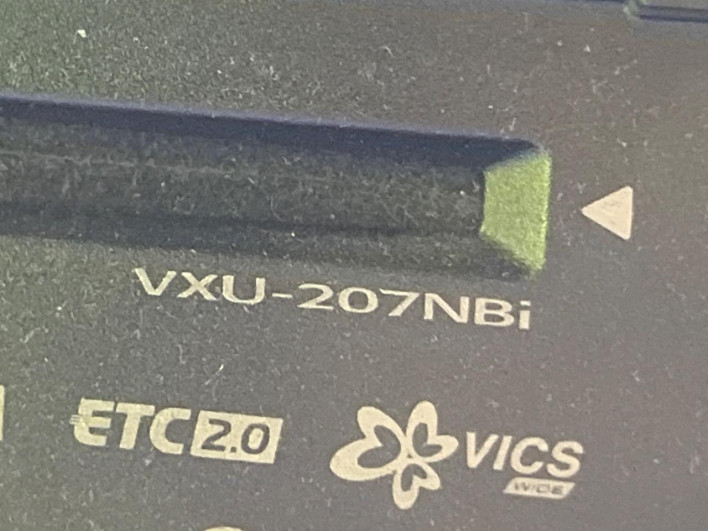 VXU-207NBi
ETC2.0
VICS
WIDE